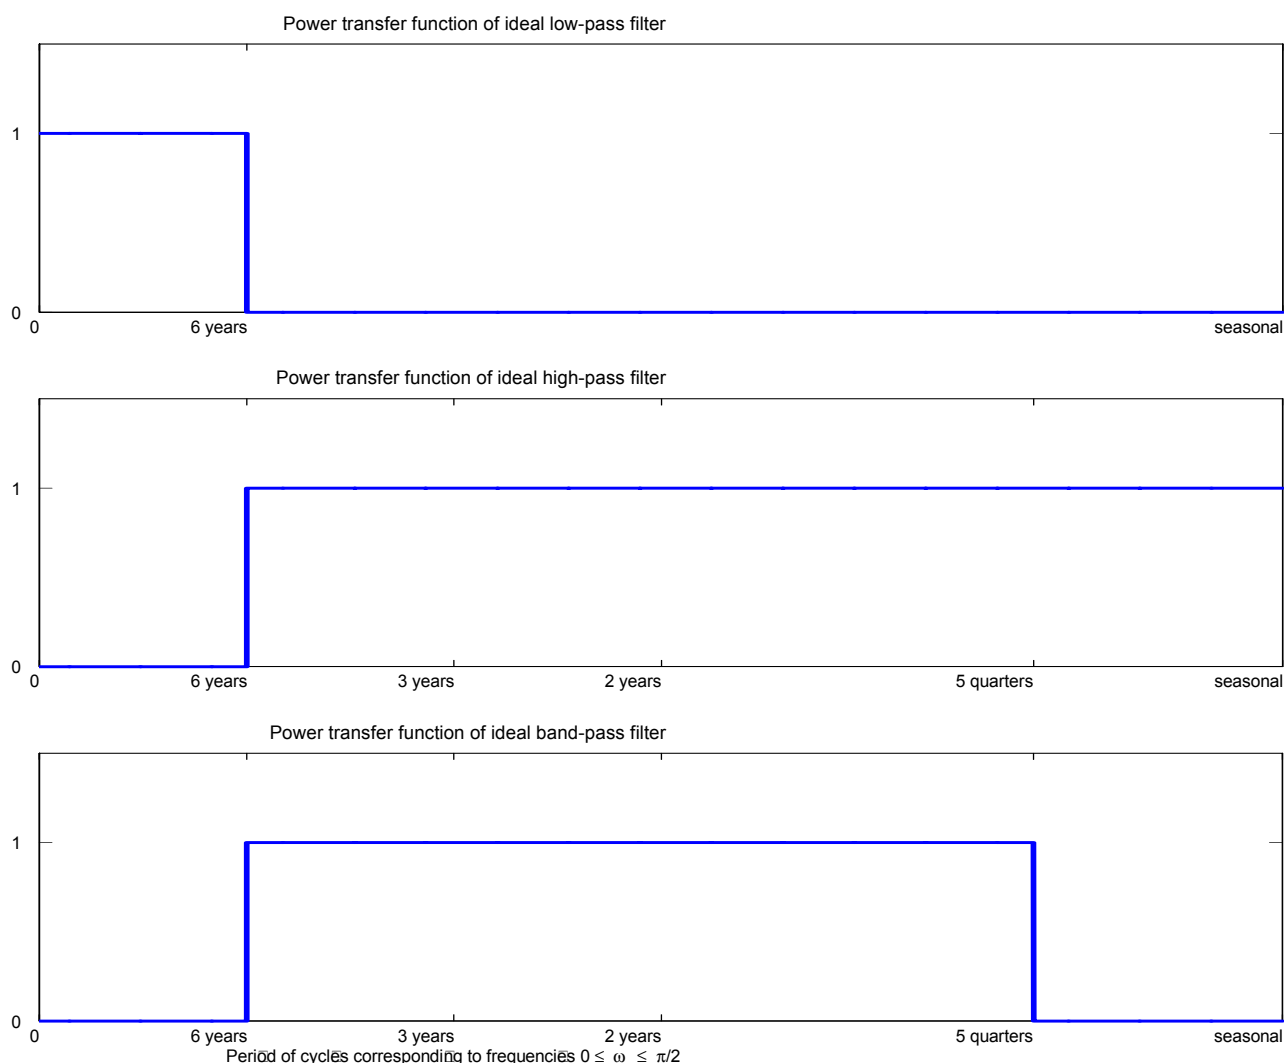 Power transfer function of ideal low-pass filter
1
0
0 6 years seasonal
Power transfer function of ideal high-pass filter
1
0
0 6 years 3 years 2 years 5 quarters seasonal
Power transfer function of ideal band-pass filter
1
0
0 6 years 3 years 2 years 5 quarters seasonal
Period of cycles corresponding to frequencies 0 ≤ ω ≤ π/2